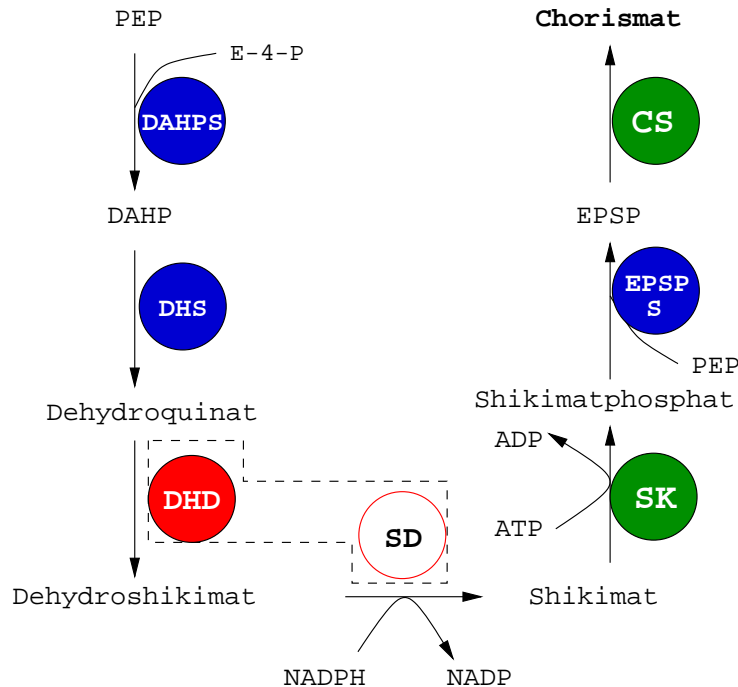 PEP
E-4-P
DAHPS
DAHP
DHS
Dehydroquinat
DHD
SD
Dehydroshikimat
NADPH
NADP
Shikimat
ATP
ADP
SK
Shikimatphosphat
PEP
EPSP
S
EPSP
CS
Chorismat